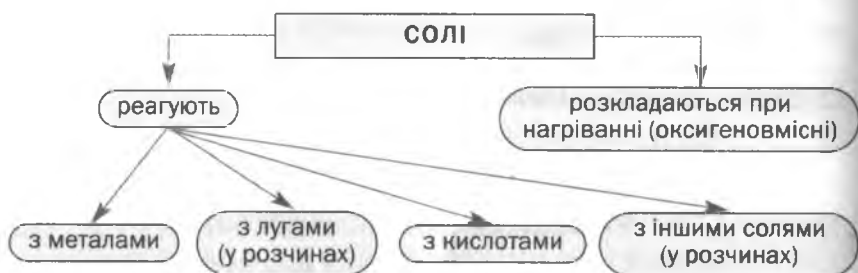 СОЛІ
реагують
розкладаються при
нагріванні (оксигеновмісні)
з металами
з лугами
(у розчинах)
з кислотами
з іншими солями
(у розчинах)